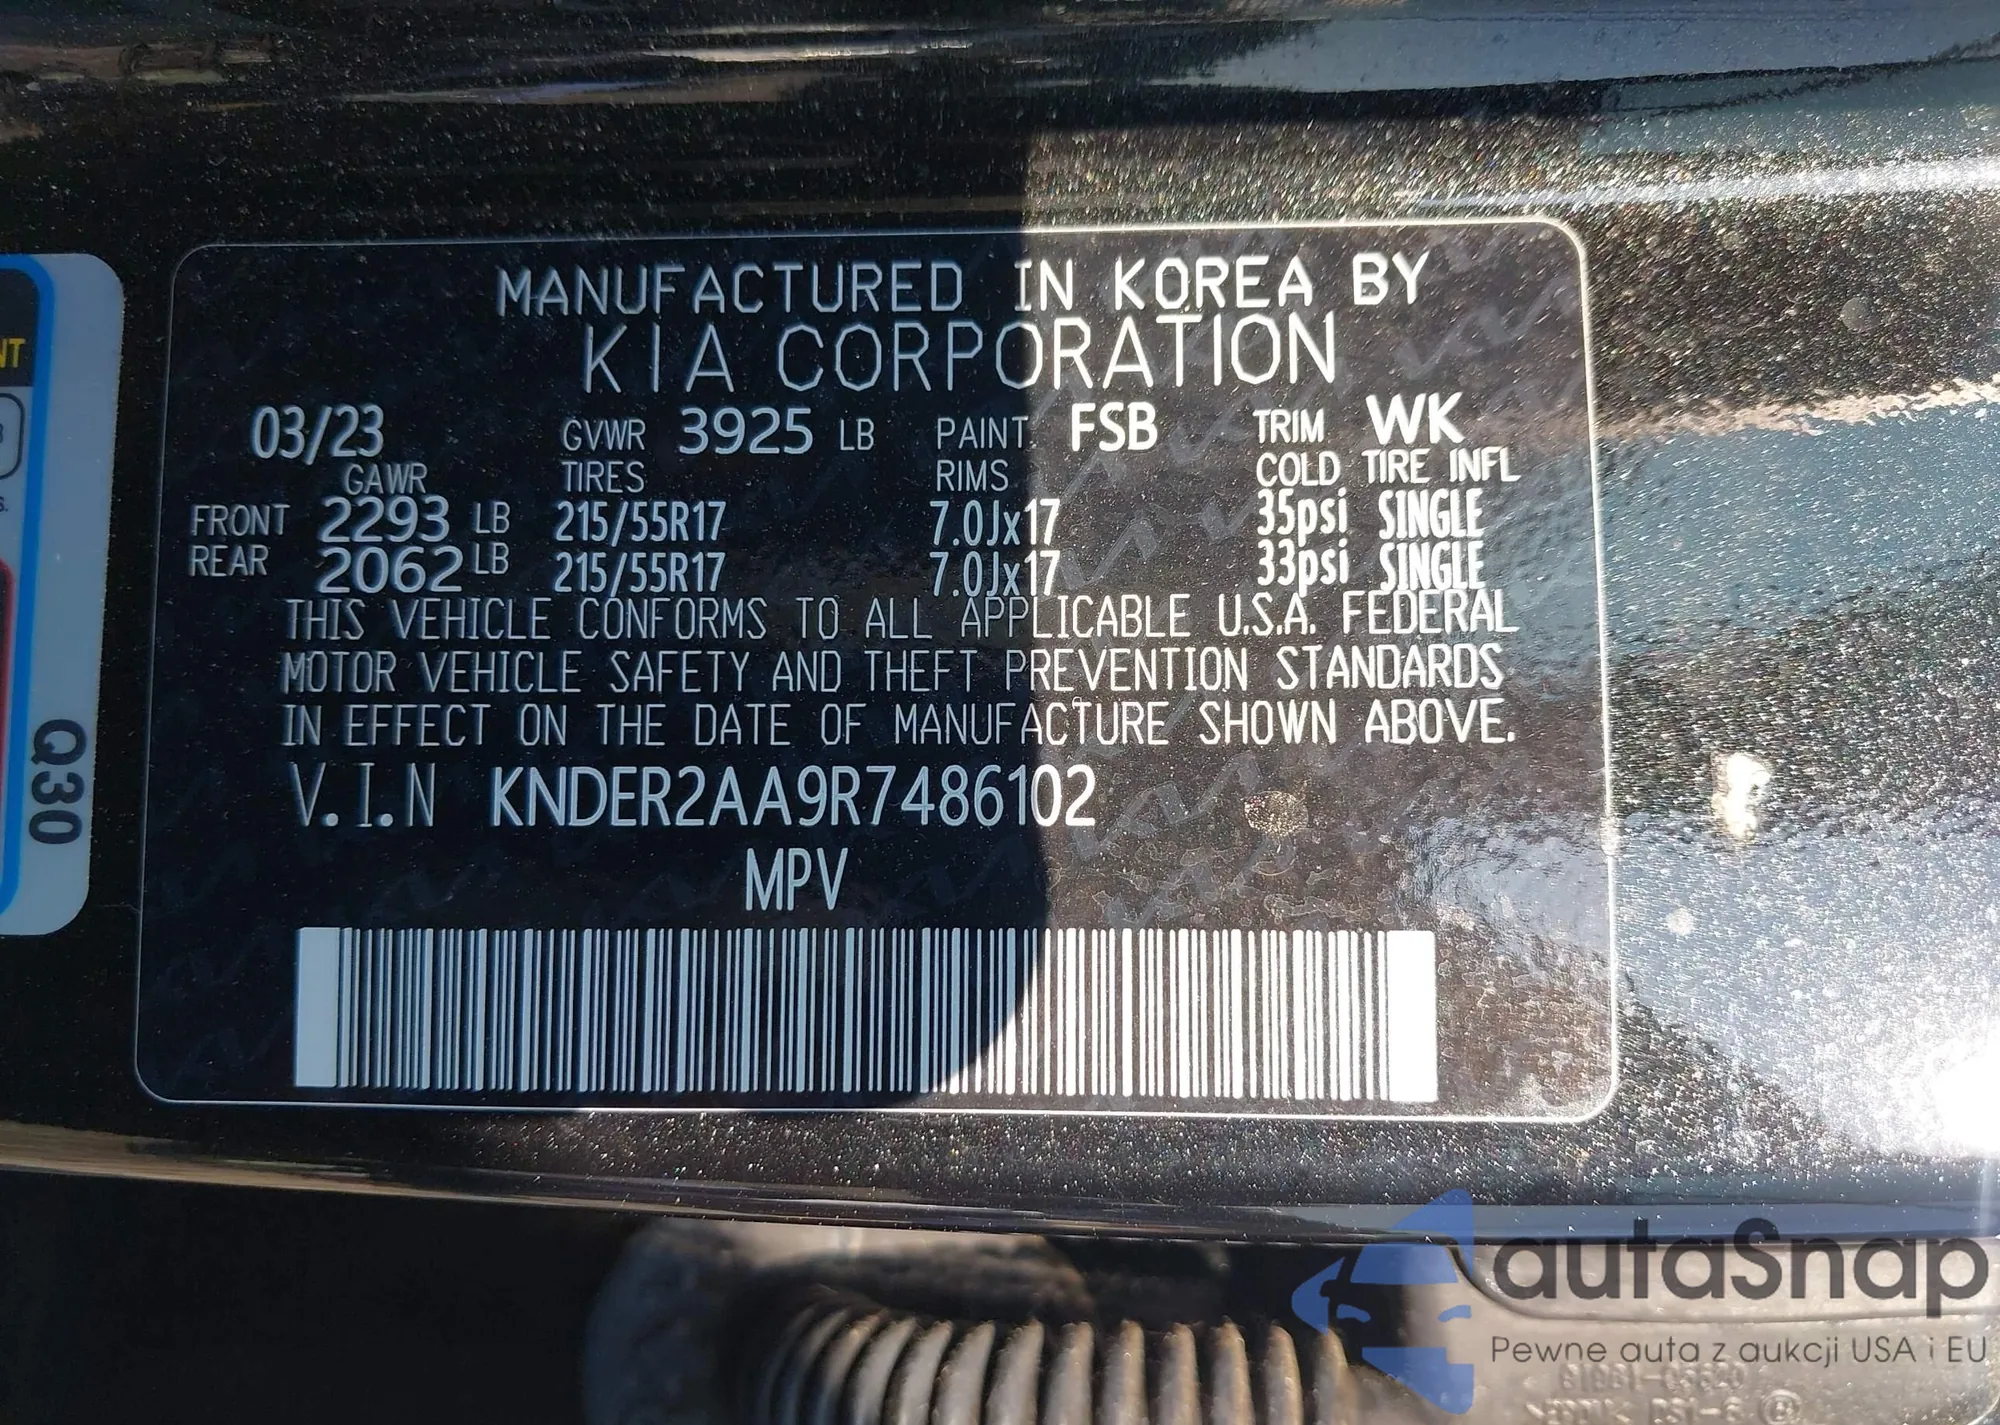 MANUFACTURED IN KOREA BY
KIA CORPORATION
03/23 GVWR 3925 LB PAINT FSB TRIM WK
GAWR TIRES RIMS COLD TIRE INFL
FRONT 2293 LB 215/55R17 7.0Jx17 35psi SINGLE
REAR 2062 LB 215/55R17 7.0Jx17 33psi SINGLE
THIS VEHICLE CONFORMS TO ALL APPLICABLE U.S.A. FEDERAL
MOTOR VEHICLE SAFETY AND THEFT PREVENTION STANDARDS
IN EFFECT ON THE DATE OF MANUFACTURE SHOWN ABOVE.
V.I.N KNDER2AA9R7486102
MPV
Q30
autaSnap
Pewne auta z aukcji USA i EU